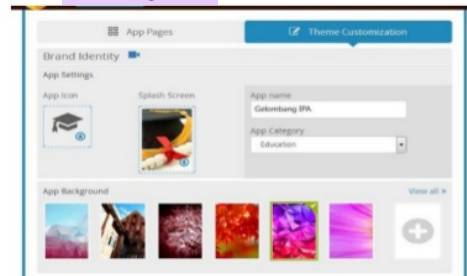 App Pages
Theme Customization
Brand Identity
App Settings
App Icon
Splash Screen
App name
Gelombang IPA
App Category
Education
App Background
View all »